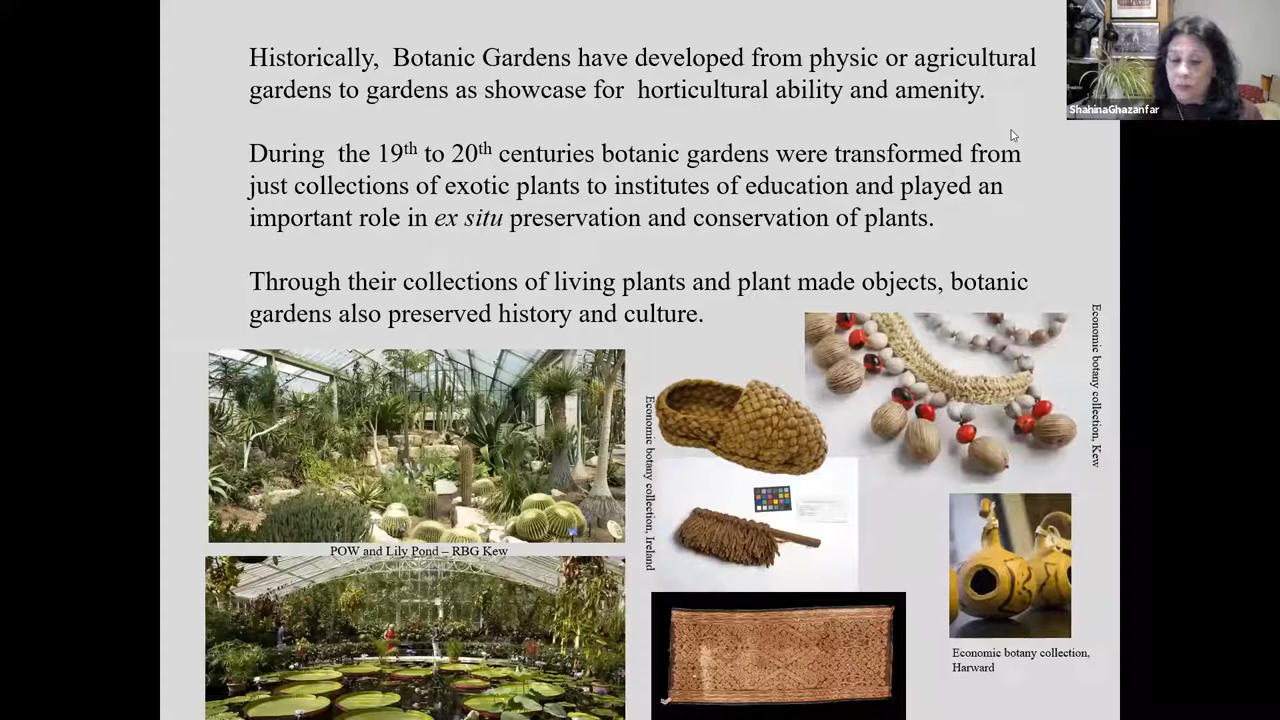 Historically, Botanic Gardens have developed from physic or agricultural
gardens to gardens as showcase for horticultural ability and amenity.
During the 19th to 20th centuries botanic gardens were transformed from
just collections of exotic plants to institutes of education and played an
important role in ex situ preservation and conservation of plants.
Through their collections of living plants and plant made objects, botanic
gardens also preserved history and culture.
POW and Lily Pond – RBG Kew
Economic botany collection, Ireland
Economic botany collection, Kew
Economic botany collection,
Harward
ShahinaGhazanfar